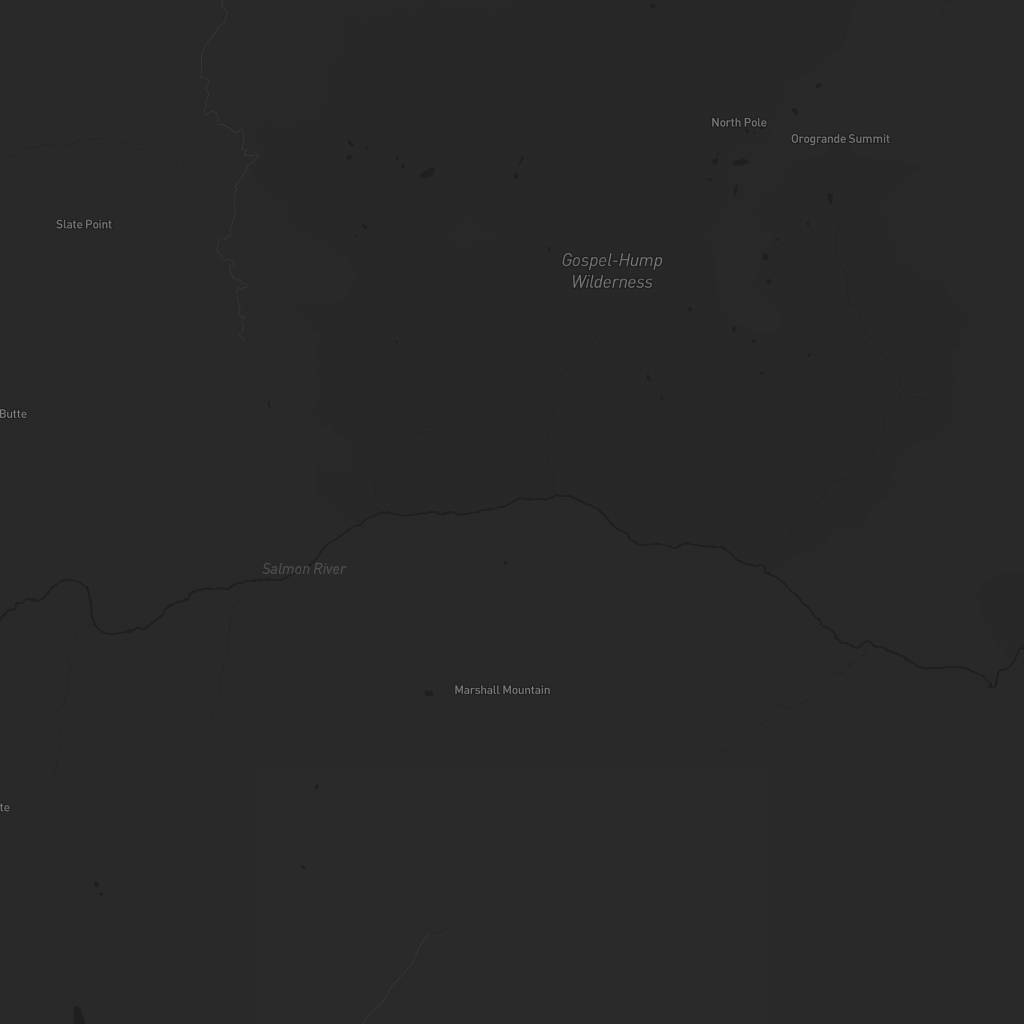 North Pole
Orogrande Summit
Slate Point
Gospel-Hump
Wilderness
Butte
Salmon River
Marshall Mountain
te